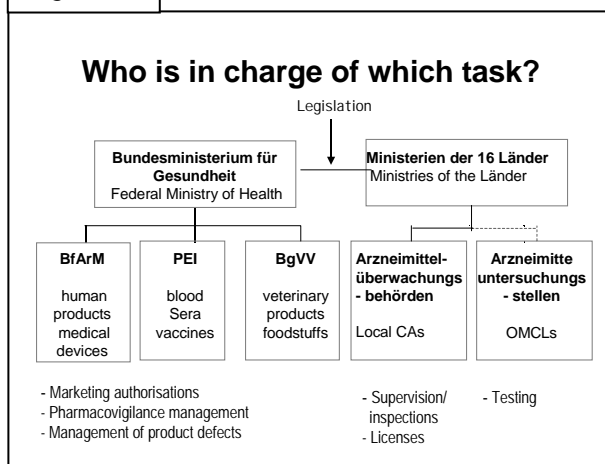 Who is in charge of which task?
Legislation
Bundesministerium für
Gesundheit
Federal Ministry of Health
Ministerien der 16 Länder
Ministries of the Länder
BfArM
human
products
medical
devices
PEI
blood
Sera
vaccines
BgVV
veterinary
products
foodstuffs
Arzneimittel-
überwachungs
- behörden
Local CAs
Arzneimitte
untersuchungs
- stellen
OMCLs
- Marketing authorisations
- Pharmacovigilance management
- Management of product defects
- Supervision/
inspections
- Licenses
- Testing